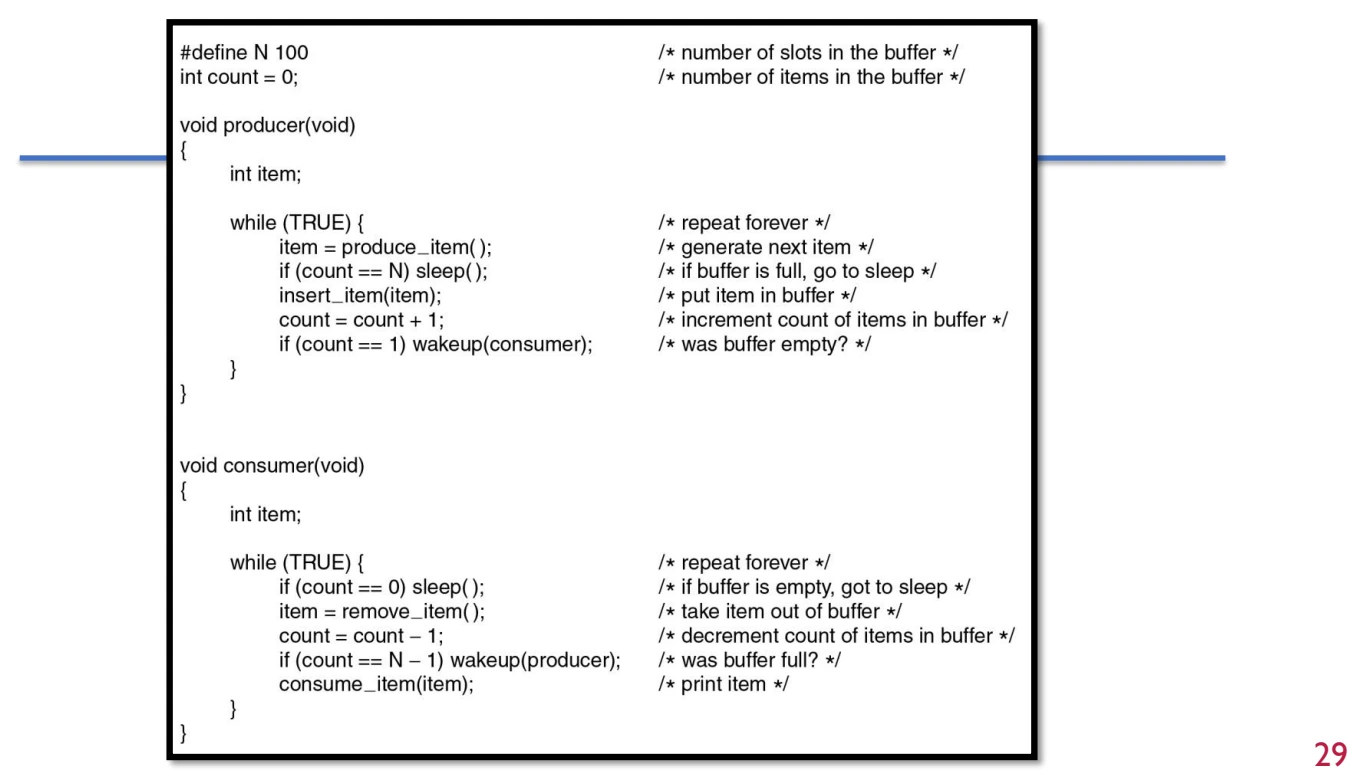 #define N 100 /* number of slots in the buffer */
int count = 0; /* number of items in the buffer */
void producer(void)
{
int item;
while (TRUE) { /* repeat forever */
item = produce_item( ); /* generate next item */
if (count == N) sleep( ); /* if buffer is full, go to sleep */
insert_item(item); /* put item in buffer */
count = count + 1; /* increment count of items in buffer */
if (count == 1) wakeup(consumer); /* was buffer empty? */
}
}
void consumer(void)
{
int item;
while (TRUE) { /* repeat forever */
if (count == 0) sleep( ); /* if buffer is empty, got to sleep */
item = remove_item( ); /* take item out of buffer */
count = count – 1; /* decrement count of items in buffer */
if (count == N – 1) wakeup(producer); /* was buffer full? */
consume_item(item); /* print item */
}
}
29